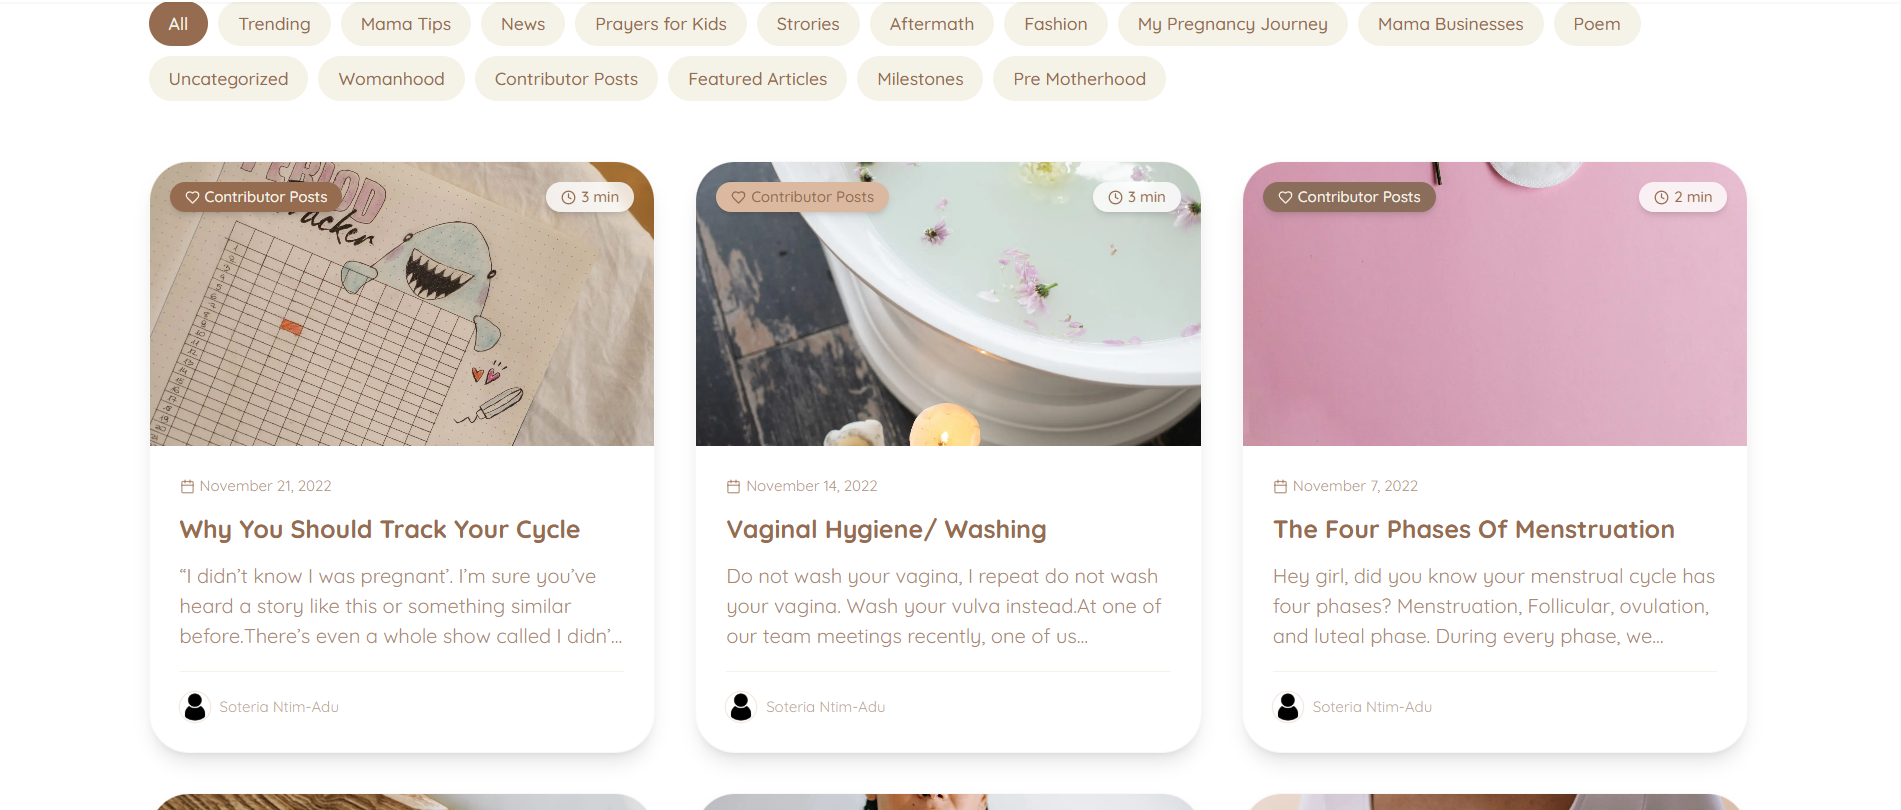 All Trending Mama Tips News Prayers for Kids Strories Aftermath Fashion My Pregnancy Journey Mama Businesses Poem
Uncategorized Womanhood Contributor Posts Featured Articles Milestones Pre Motherhood
PERIOD
Tracker
Contributor Posts 3 min
November 21, 2022
Why You Should Track Your Cycle
“I didn’t know I was pregnant’. I’m sure you’ve
heard a story like this or something similar
before.There’s even a whole show called I didn’...
Soteria Ntim-Adu
Contributor Posts 3 min
November 14, 2022
Vaginal Hygiene/ Washing
Do not wash your vagina, I repeat do not wash
your vagina. Wash your vulva instead.At one of
our team meetings recently, one of us...
Soteria Ntim-Adu
Contributor Posts 2 min
November 7, 2022
The Four Phases Of Menstruation
Hey girl, did you know your menstrual cycle has
four phases? Menstruation, Follicular, ovulation,
and luteal phase. During every phase, we...
Soteria Ntim-Adu